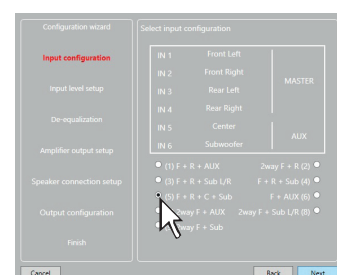 Configuration wizard
Input configuration
Input level setup
De-equalization
Amplifier output setup
Speaker connection setup
Output configuration
Finish
Select input configuration
IN 1 Front Left
IN 2 Front Right
IN 3 Rear Left
IN 4 Rear Right
MASTER
IN 5 Center
IN 6 Subwoofer
AUX
(1) F + R + AUX 2way F + R (2)
(3) F + R + Sub L/R F + R + Sub (4)
(5) F + R + C + Sub F + AUX (6)
way F + AUX 2way F + Sub L/R (8)
way F + Sub
Cancel Back Next